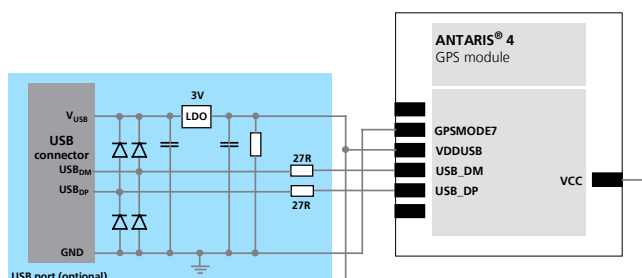 ANTARIS® 4
GPS module
3V
LDO
VUSB
USB
connector
USBDM
USBDP
GND
27R
27R
GPSMODE7
VDDUSB
USB_DM
USB_DP
VCC
USB port (optional)